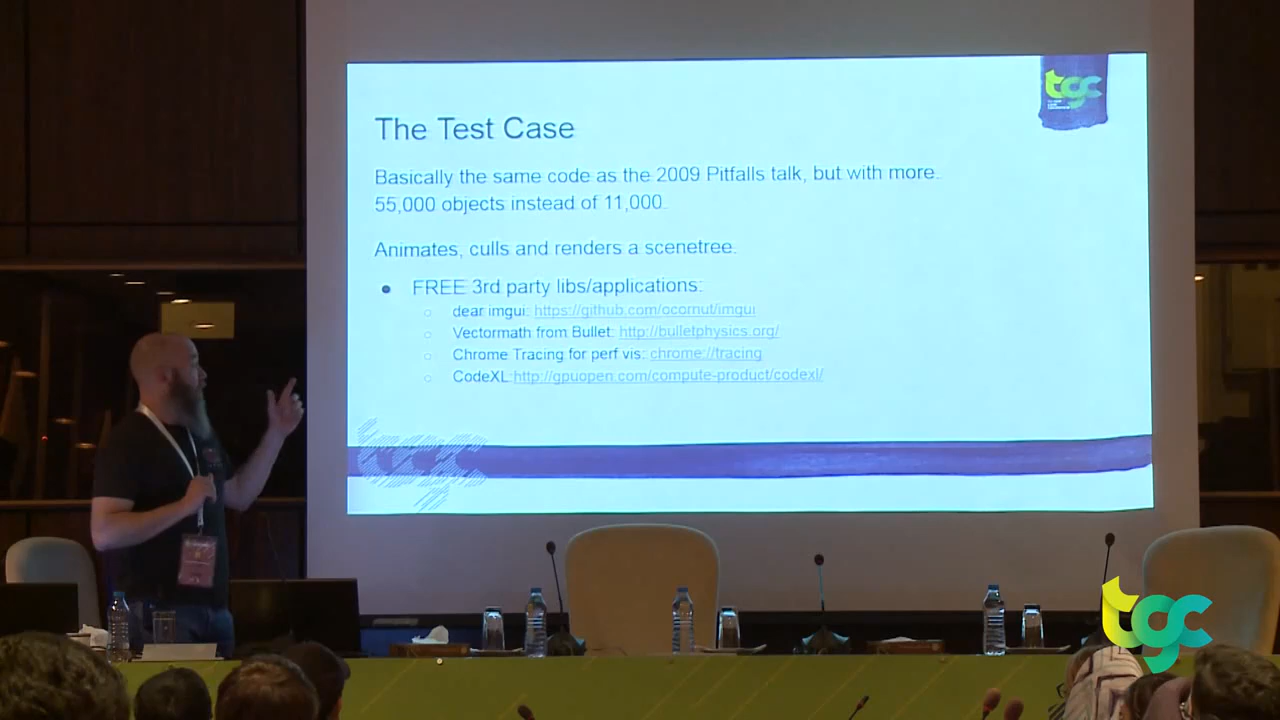 tgc
The Test Case
Basically the same code as the 2009 Pitfalls talk, but with more.
55,000 objects instead of 11,000.
Animates, culls and renders a scenetree.
FREE 3rd party libs/applications:
dear imgui: https://github.com/ocornut/imgui
Vectormath from Bullet: http://bulletphysics.org/
Chrome Tracing for perf vis: chrome://tracing
CodeXL:http://gpuopen.com/compute-product/codexl/
tgc
tgc